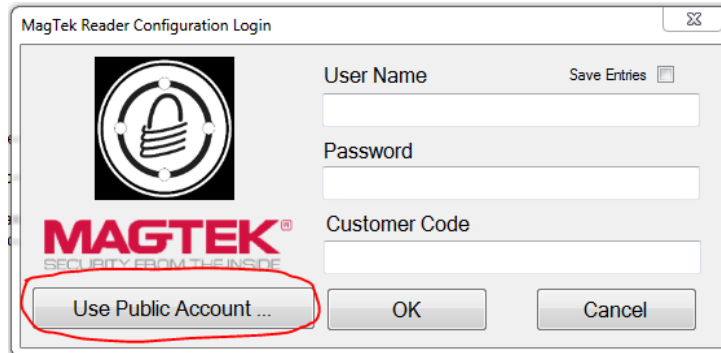 MagTek Reader Configuration Login
User Name
Save Entries
Password
MAGTEK®
SECURITY FROM THE INSIDE
Customer Code
Use Public Account ...
OK
Cancel